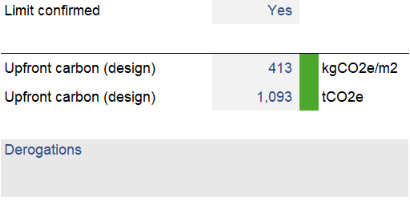 Limit confirmed Yes
Upfront carbon (design) 413 kgCO2e/m2
Upfront carbon (design) 1,093 tCO2e
Derogations